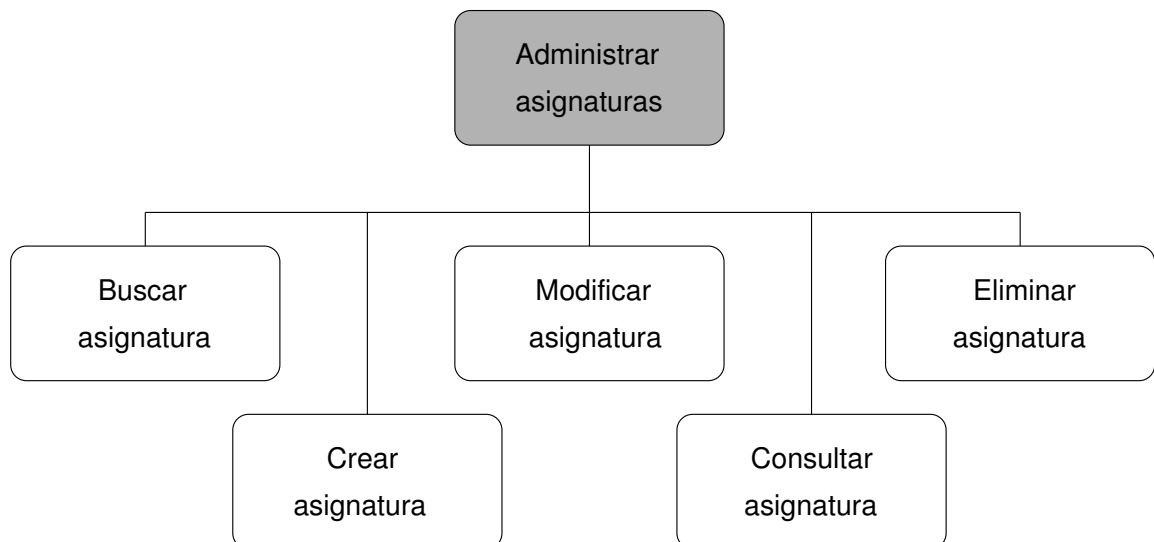 Administrar
asignaturas
Buscar
asignatura
Modificar
asignatura
Eliminar
asignatura
Crear
asignatura
Consultar
asignatura